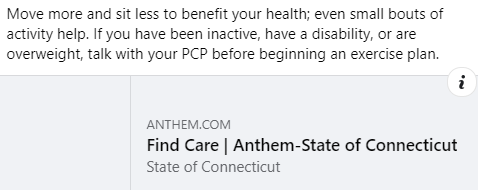 Move more and sit less to benefit your health; even small bouts of
activity help. If you have been inactive, have a disability, or are
overweight, talk with your PCP before beginning an exercise plan.
i
ANTHEM.COM
Find Care | Anthem-State of Connecticut
State of Connecticut